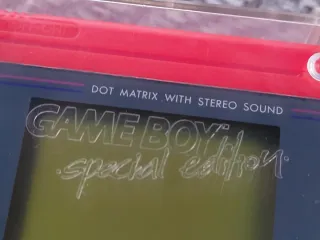 DOT MATRIX WITH STEREO SOUND
GAME BOY
special edition